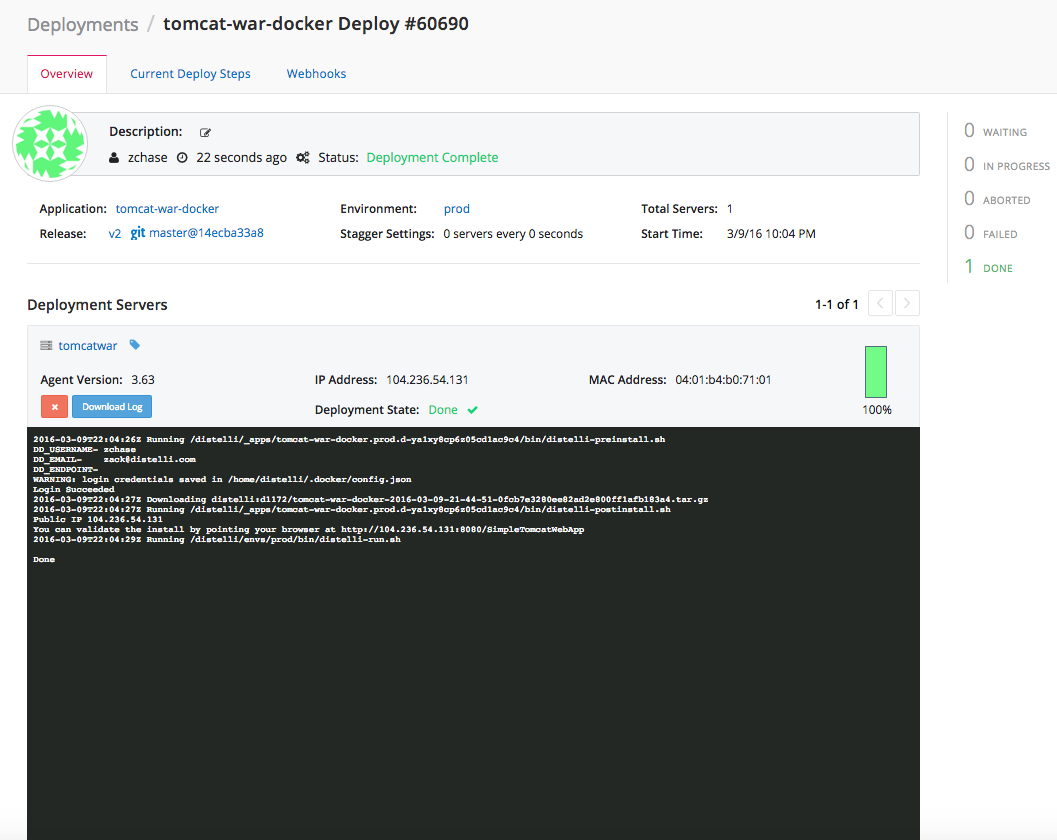 Deployments / tomcat-war-docker Deploy #60690
Overview Current Deploy Steps Webhooks
Description:
zchase 22 seconds ago Status: Deployment Complete
Application: tomcat-war-docker Environment: prod Total Servers: 1
Release: v2 git master@14ecba33a8 Stagger Settings: 0 servers every 0 seconds Start Time: 3/9/16 10:04 PM
0 WAITING
0 IN PROGRESS
0 ABORTED
0 FAILED
1 DONE
Deployment Servers 1-1 of 1
tomcatwar
Agent Version: 3.63 IP Address: 104.236.54.131 MAC Address: 04:01:b4:b0:71:01
Download Log Deployment State: Done 100%
2016-03-09T22:04:26Z Running /distelli/_apps/tomcat-war-docker.prod.d-ya1xy8cp6z05cd1ac9c4/bin/distelli-preinstall.sh
DD_USERNAME- zchase
DD_EMAIL- zack@distelli.com
DD_ENDPOINT-
WARNING: login credentials saved in /home/distelli/.docker/config.json
Login Succeeded
2016-03-09T22:04:27Z Downloading distelli:d1172/tomcat-war-docker-2016-03-09-21-44-51-0fcb7e3280ee82ad2e800ff1afb183a4.tar.gz
2016-03-09T22:04:27Z Running /distelli/_apps/tomcat-war-docker.prod.d-ya1xy8cp6z05cd1ac9c4/bin/distelli-postinstall.sh
Public IP 104.236.54.131
You can validate the install by pointing your browser at http://104.236.54.131:8080/SimpleTomcatWebApp
2016-03-09T22:04:29Z Running /distelli/envs/prod/bin/distelli-run.sh
Done